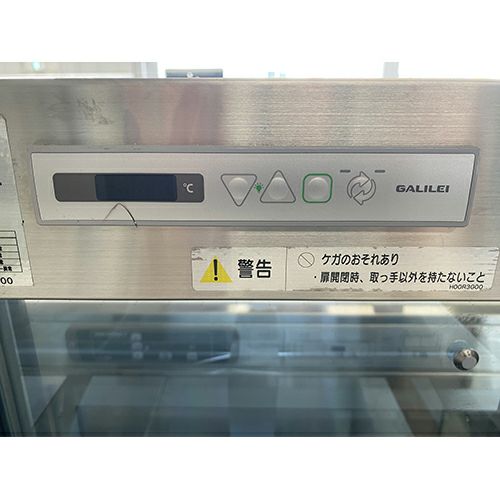 ℃
GALILEI
警告
ケガのおそれあり
・扉開閉時、取っ手以外を持たないこと
H00R3G00
00